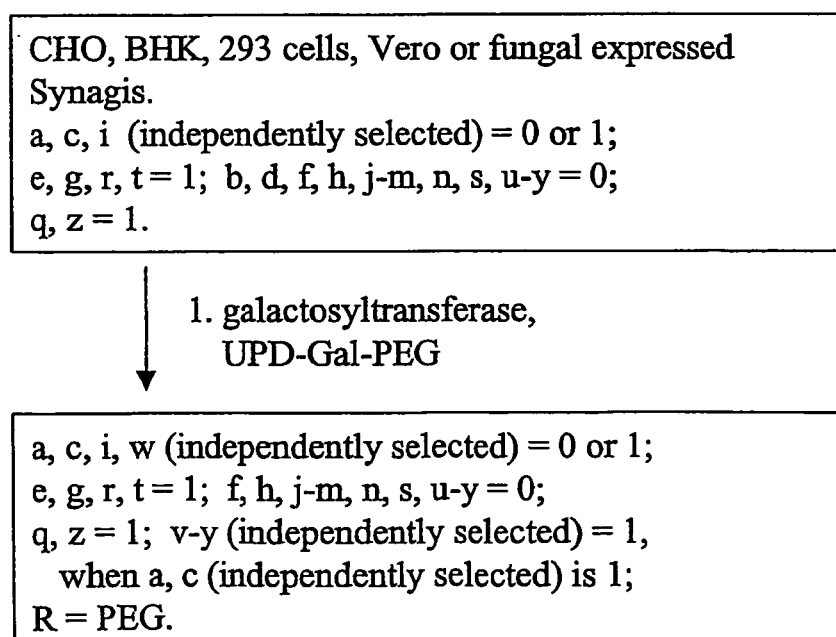 CHO, BHK, 293 cells, Vero or fungal expressed
Synagis.
a, c, i (independently selected) = 0 or 1;
e, g, r, t = 1; b, d, f, h, j-m, n, s, u-y = 0;
q, z = 1.
1. galactosyltransferase,
UPD-Gal-PEG
a, c, i, w (independently selected) = 0 or 1;
e, g, r, t = 1; f, h, j-m, n, s, u-y = 0;
q, z = 1; v-y (independently selected) = 1,
when a, c (independently selected) is 1;
R = PEG.